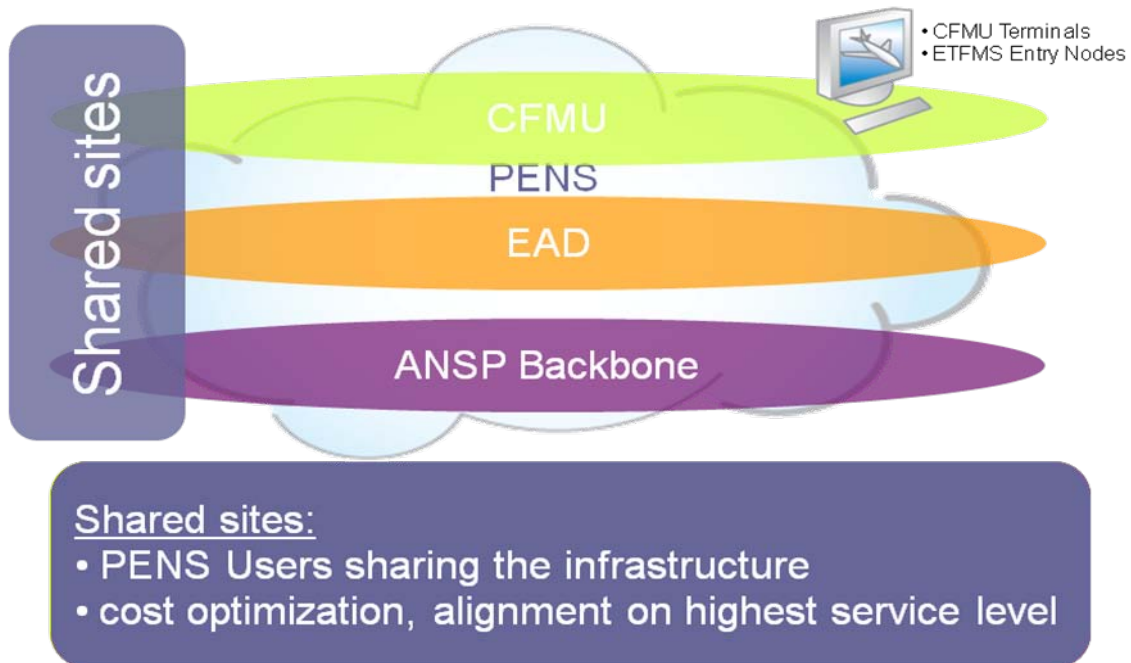 Shared sites
• CFMU Terminals
• ETFMS Entry Nodes
CFMU
PENS
EAD
ANSP Backbone
Shared sites:
• PENS Users sharing the infrastructure
• cost optimization, alignment on highest service level